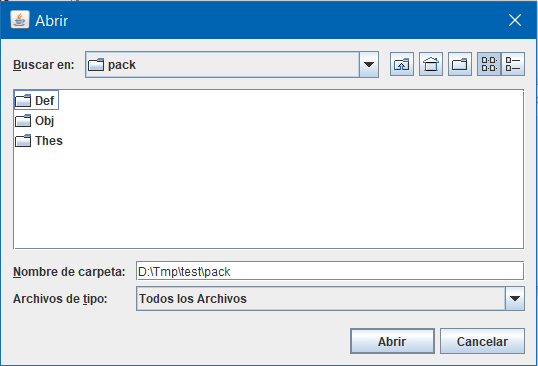 Abrir
Buscar en: pack
Def
Obj
Thes
Nombre de carpeta: D:\Tmp\test\pack
Archivos de tipo: Todos los Archivos
Abrir Cancelar